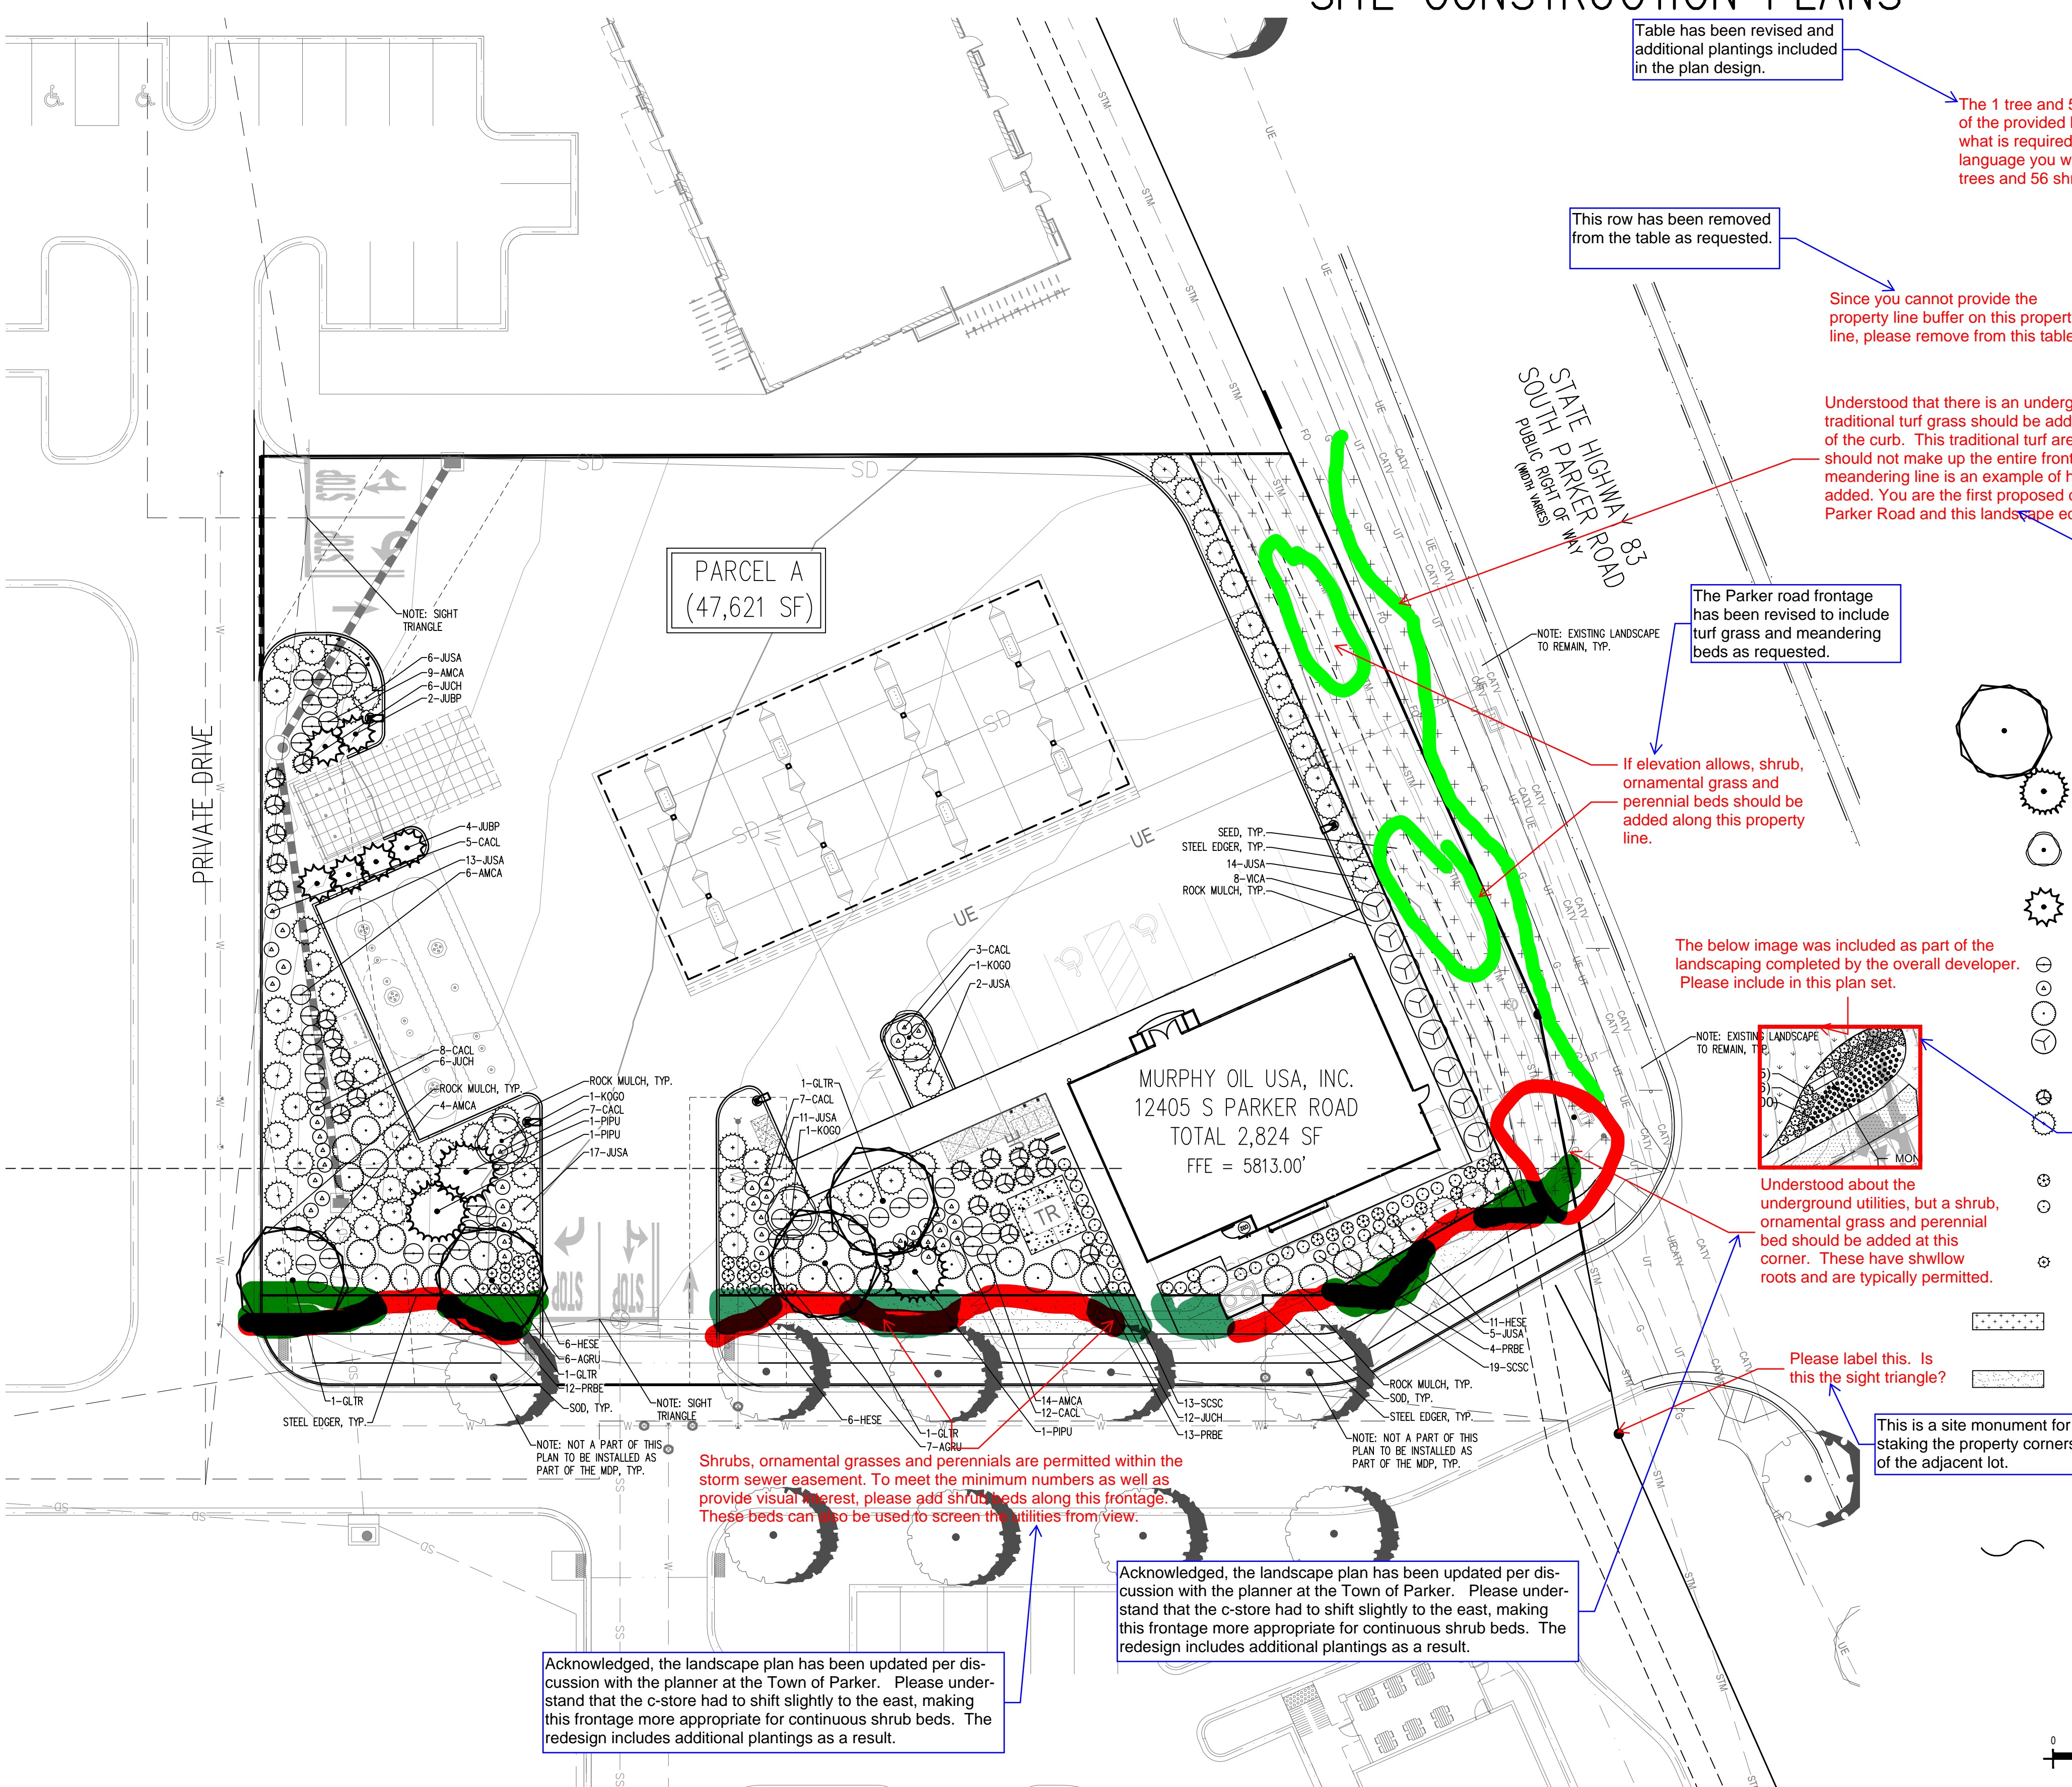 SITE CONSTRUCTION PLANS
Table has been revised and
additional plantings included
in the plan design.
The 1 tree and 5
of the provided
what is required
language you w
trees and 56 sh
This row has been removed
from the table as requested.
Since you cannot provide the
property line buffer on this propert
line, please remove from this table
Understood that there is an underg
traditional turf grass should be add
of the curb. This traditional turf are
should not make up the entire front
meandering line is an example of h
added. You are the first proposed
Parker Road and this landscape ed
STATE HIGHWAY 83
SOUTH PARKER ROAD
PUBLIC RIGHT OF WAY
(WIDTH VARIES)
The Parker road frontage
has been revised to include
turf grass and meandering
beds as requested.
NOTE: EXISTING LANDSCAPE
TO REMAIN, TYP.
If elevation allows, shrub,
ornamental grass and
perennial beds should be
added along this property
line.
PARCEL A
(47,621 SF)
NOTE: SIGHT
TRIANGLE
6-JUSA
9-AMCA
6-JUCH
2-JUBP
PRIVATE DRIVE
4-JUBP
5-CACL
13-JUSA
6-AMCA
SEED, TYP.
STEEL EDGER, TYP.
14-JUSA
8-VICA
ROCK MULCH, TYP.
3-CACL
1-KOGO
2-JUSA
The below image was included as part of the
landscaping completed by the overall developer.
Please include in this plan set.
NOTE: EXISTING LANDSCAPE
TO REMAIN, TYP.
5)
5)
00)
MON
8-CACL
6-JUCH
ROCK MULCH, TYP.
4-AMCA
ROCK MULCH, TYP.
1-KOGO
7-CACL
1-PIPU
1-PIPU
17-JUSA
1-GLTR
7-CACL
11-JUSA
1-KOGO
MURPHY OIL USA, INC.
12405 S PARKER ROAD
TOTAL 2,824 SF
FFE = 5813.00'
TR
Understood about the
underground utilities, but a shrub,
ornamental grass and perennial
bed should be added at this
corner. These have shwllow
roots and are typically permitted.
STOP
STOP
STOP
STOP
SD
SD
SD
SD
UE
UE
6-HESE
6-AGRU
1-GLTR
12-PRBE
SOD, TYP.
1-GLTR
STEEL EDGER, TYP.
NOTE: SIGHT
TRIANGLE
NOTE: NOT A PART OF THIS
PLAN TO BE INSTALLED AS
PART OF THE MDP, TYP.
6-HESE
1-GLTR
7-AGRU
14-AMCA
12-CACL
1-PIPU
13-SCSC
12-JUCH
13-PRBE
11-HESE
5-JUSA
4-PRBE
19-SCSC
ROCK MULCH, TYP.
SOD, TYP.
STEEL EDGER, TYP.
NOTE: NOT A PART OF THIS
PLAN TO BE INSTALLED AS
PART OF THE MDP, TYP.
Please label this. Is
this the sight triangle?
This is a site monument for
staking the property corners
of the adjacent lot.
Shrubs, ornamental grasses and perennials are permitted within the
storm sewer easement. To meet the minimum numbers as well as
provide visual interest, please add shrub beds along this frontage.
These beds can also be used to screen the utilities from view.
Acknowledged, the landscape plan has been updated per dis-
cussion with the planner at the Town of Parker. Please under-
stand that the c-store had to shift slightly to the east, making
this frontage more appropriate for continuous shrub beds. The
redesign includes additional plantings as a result.
Acknowledged, the landscape plan has been updated per dis-
cussion with the planner at the Town of Parker. Please under-
stand that the c-store had to shift slightly to the east, making
this frontage more appropriate for continuous shrub beds. The
redesign includes additional plantings as a result.
0